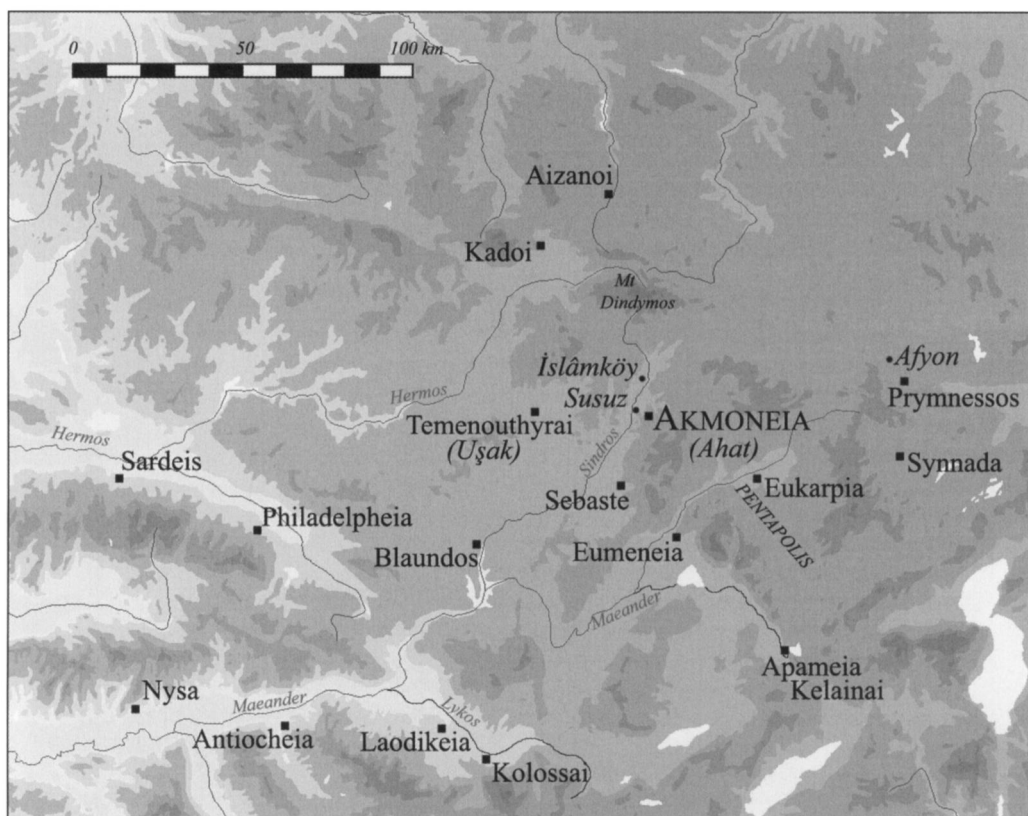 0 50 100 km
Aizanoi
Kadoi
Mt
Dindymos
İslâmköy
Afyon
Hermos
Susuz
Prymnessos
Temenouthyrai
AKMONEIA
(Uşak)
(Ahat)
Hermos
Sindros
Sardeis
Synnada
Sebaste
Eukarpia
PENTAPOLIS
Philadelpheia
Blaundos
Eumeneia
Maeander
Apameia
Kelainai
Nysa
Maeander
Lykos
Antiocheia
Laodikeia
Kolossai